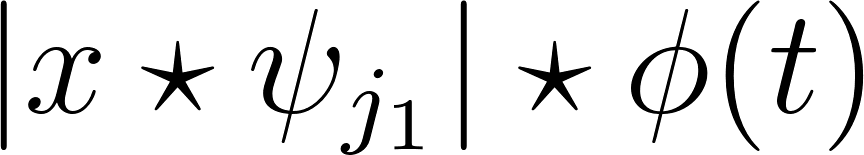 |x ⋆ ψ_{j_1}| ⋆ ϕ(t)